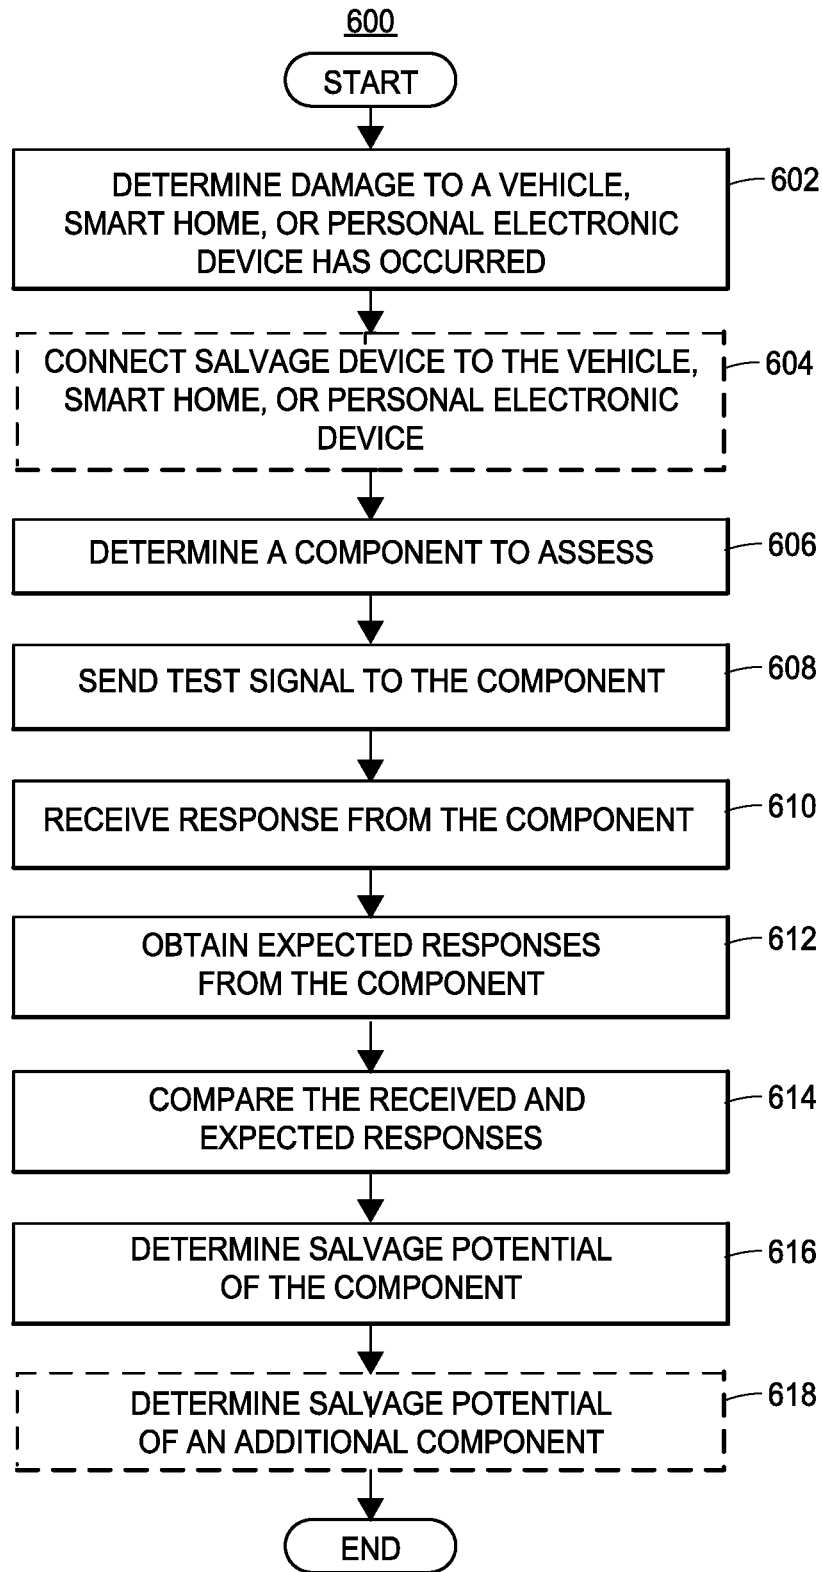 600
START
DETERMINE DAMAGE TO A VEHICLE,
SMART HOME, OR PERSONAL ELECTRONIC
DEVICE HAS OCCURRED
602
CONNECT SALVAGE DEVICE TO THE VEHICLE,
SMART HOME, OR PERSONAL ELECTRONIC
DEVICE
604
DETERMINE A COMPONENT TO ASSESS
606
SEND TEST SIGNAL TO THE COMPONENT
608
RECEIVE RESPONSE FROM THE COMPONENT
610
OBTAIN EXPECTED RESPONSES
FROM THE COMPONENT
612
COMPARE THE RECEIVED AND
EXPECTED RESPONSES
614
DETERMINE SALVAGE POTENTIAL
OF THE COMPONENT
616
DETERMINE SALVAGE POTENTIAL
OF AN ADDITIONAL COMPONENT
618
END